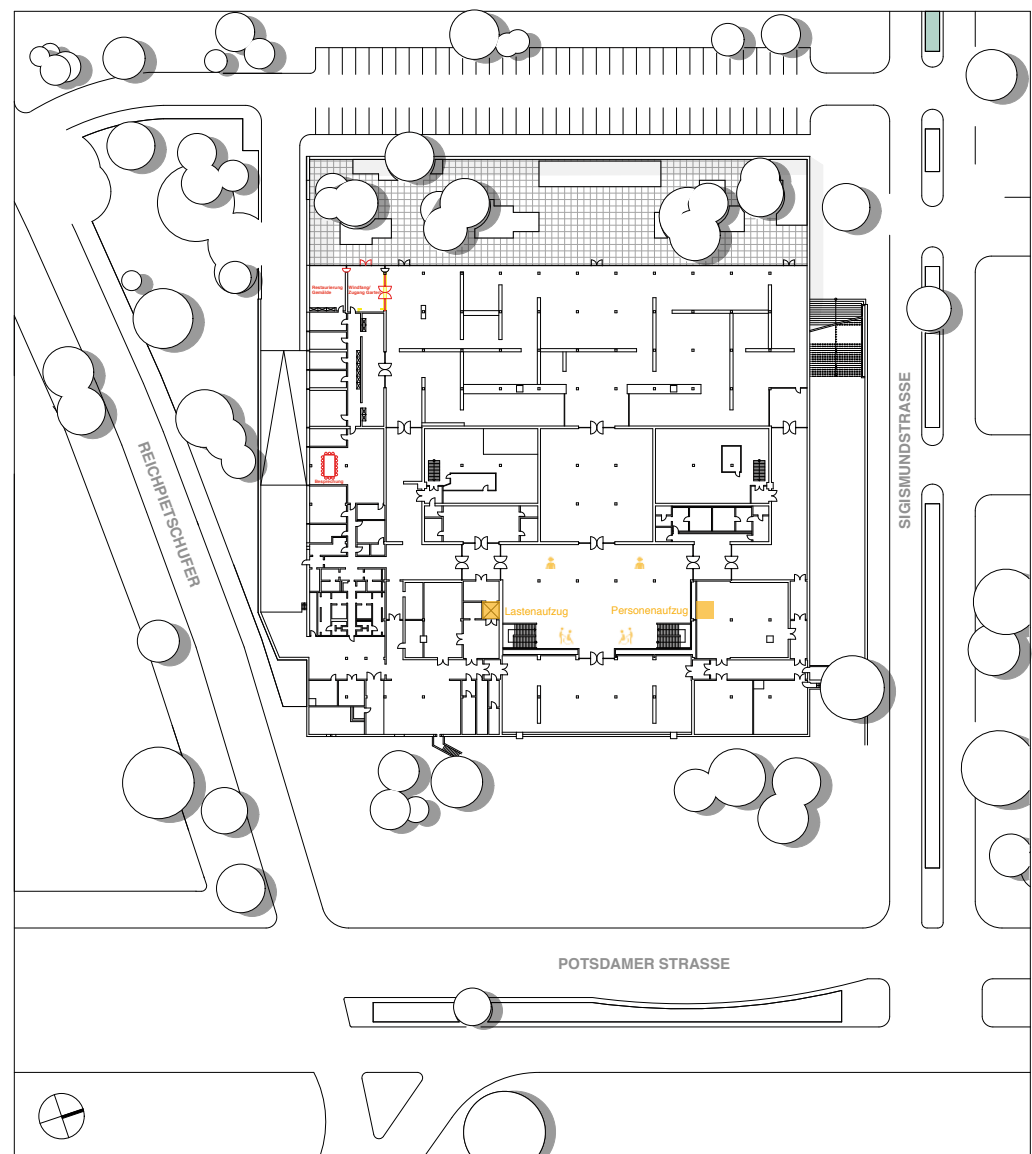 Restaurierung
Gemälde
Windfang/
Zugang Garten
Besprechung
REICHPIETSCHUFER
SIGISMUNDSTRASSE
Lastenaufzug
Personenaufzug
POTSDAMER STRASSE